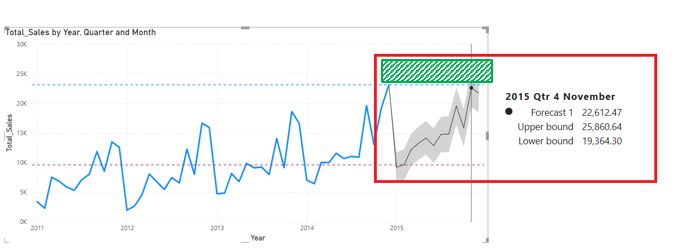 Total_Sales by Year, Quarter and Month
30K
25K
20K
15K
10K
5K
0K
Total_Sales
2011
2012
2013
2014
2015
Year
2015 Qtr 4 November
Forecast 1 22,612.47
Upper bound 25,860.64
Lower bound 19,364.30